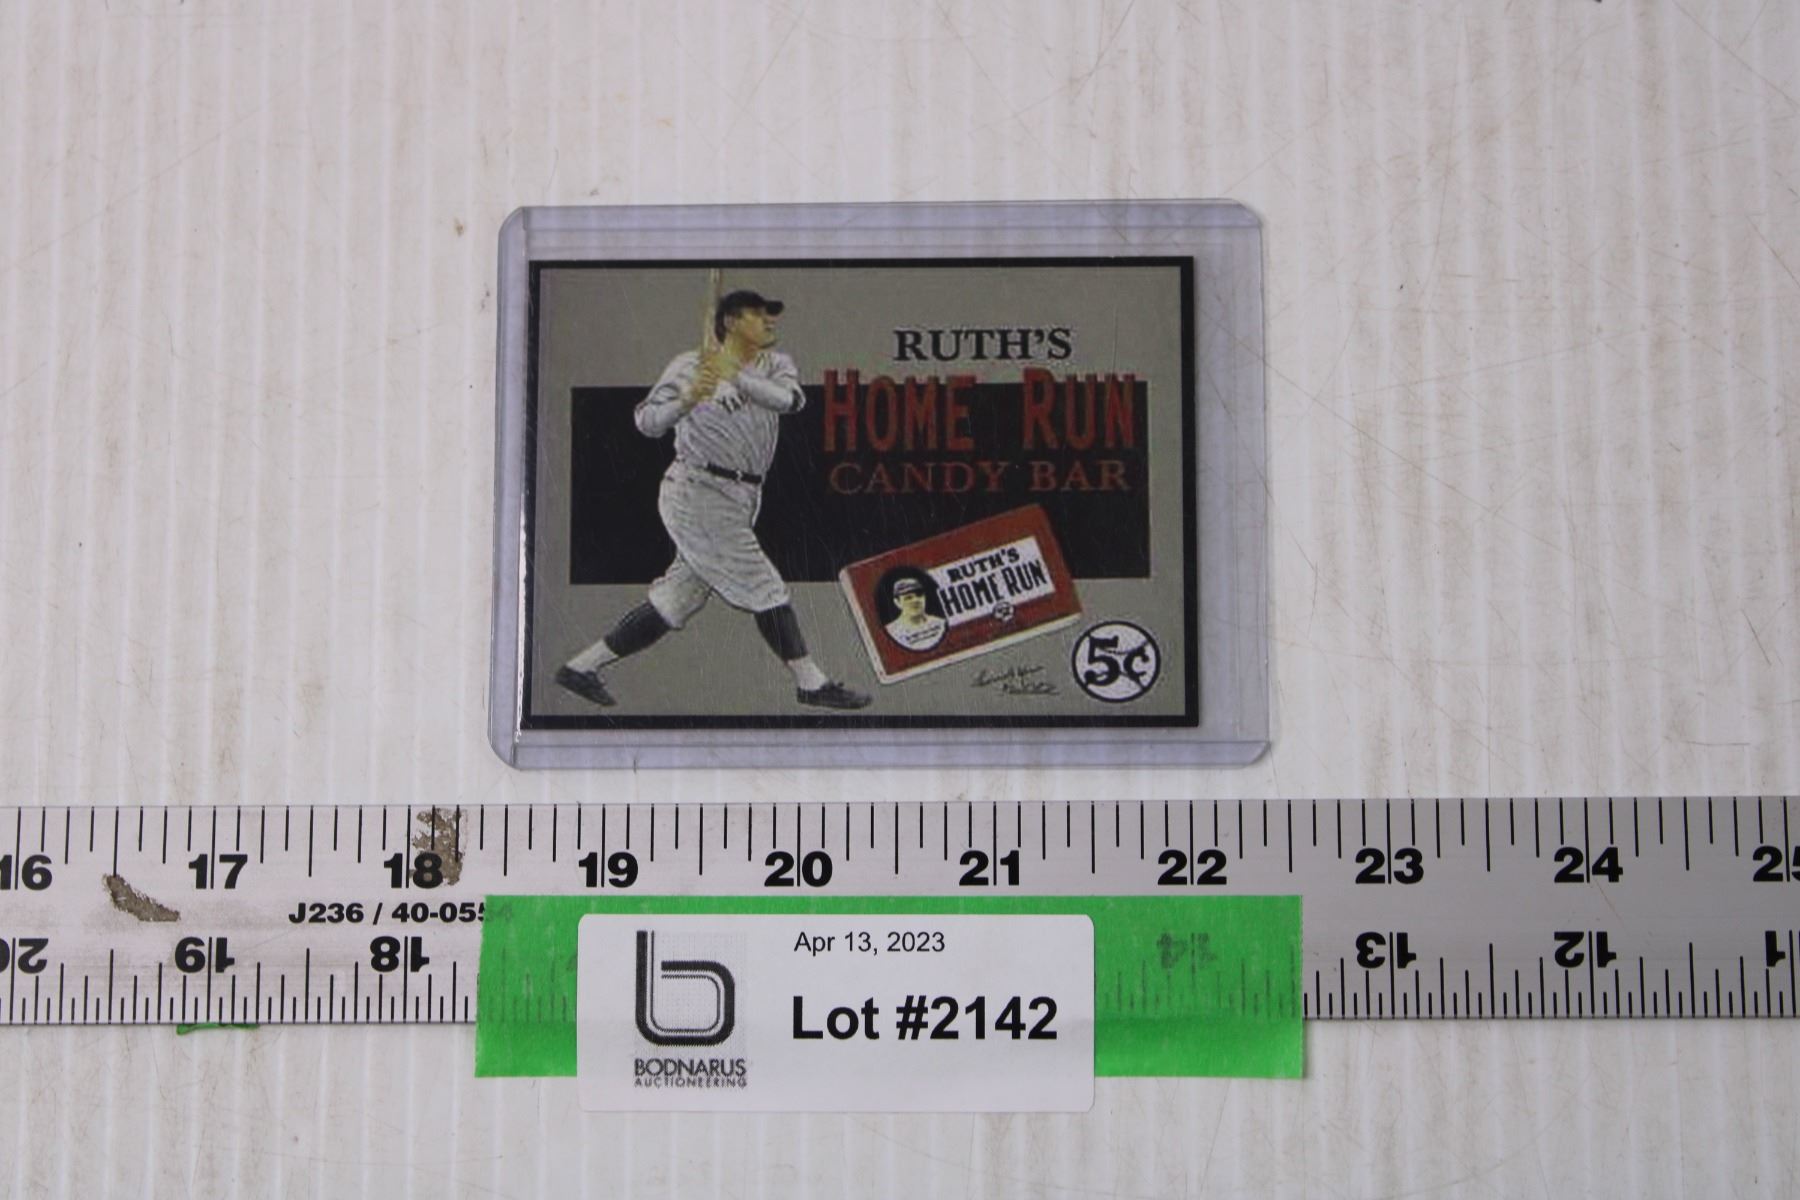 RUTH'S
HOME RUN
CANDY BAR
RUTH'S
HOME RUN
5¢
16 17 18 19 20 21 22 23 24 25
J236 / 40-055
20 19 18 14 13 12 11
Apr 13, 2023
Lot #2142
BODNARUS
AUCTIONEERING